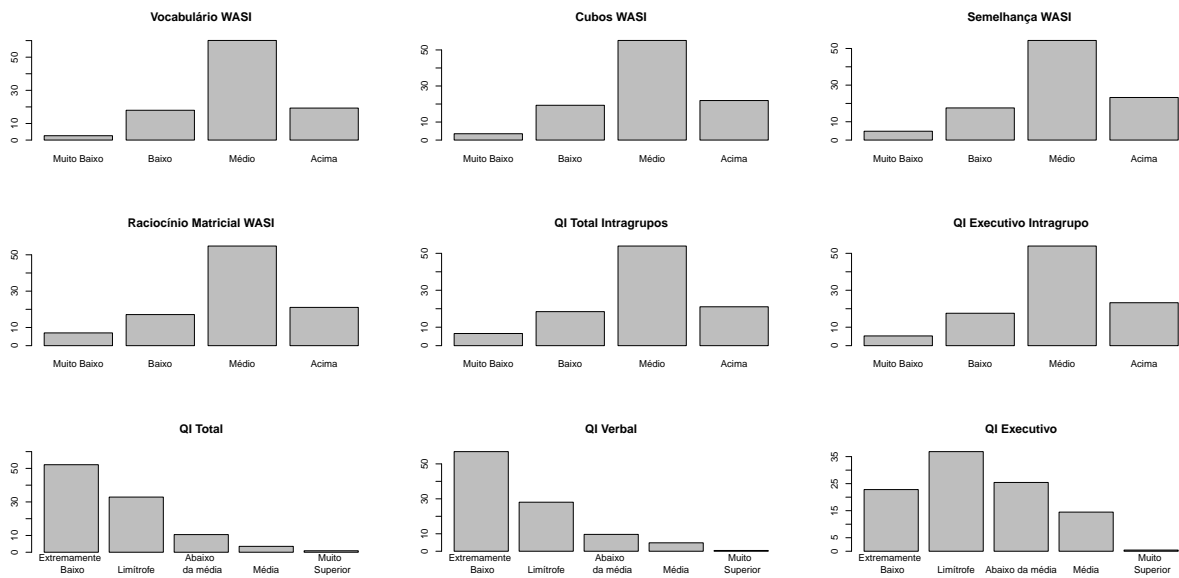 Vocabulário WASI
50
30
10
0
Muito Baixo Baixo Médio Acima
Cubos WASI
50
30
10
0
Muito Baixo Baixo Médio Acima
Semelhança WASI
50
30
10
0
Muito Baixo Baixo Médio Acima
Raciocínio Matricial WASI
50
30
10
0
Muito Baixo Baixo Médio Acima
QI Total Intragrupos
50
30
10
0
Muito Baixo Baixo Médio Acima
QI Executivo Intragrupo
50
30
10
0
Muito Baixo Baixo Médio Acima
QI Total
50
30
10
0
Extremamente Abaixo Muito
Baixo Limítrofe da média Média Superior
QI Verbal
50
30
10
0
Extremamente Abaixo Muito
Baixo Limítrofe da média Média Superior
QI Executivo
35
25
15
5
0
Extremamente Muito
Baixo Limítrofe Abaixo da média Média Superior